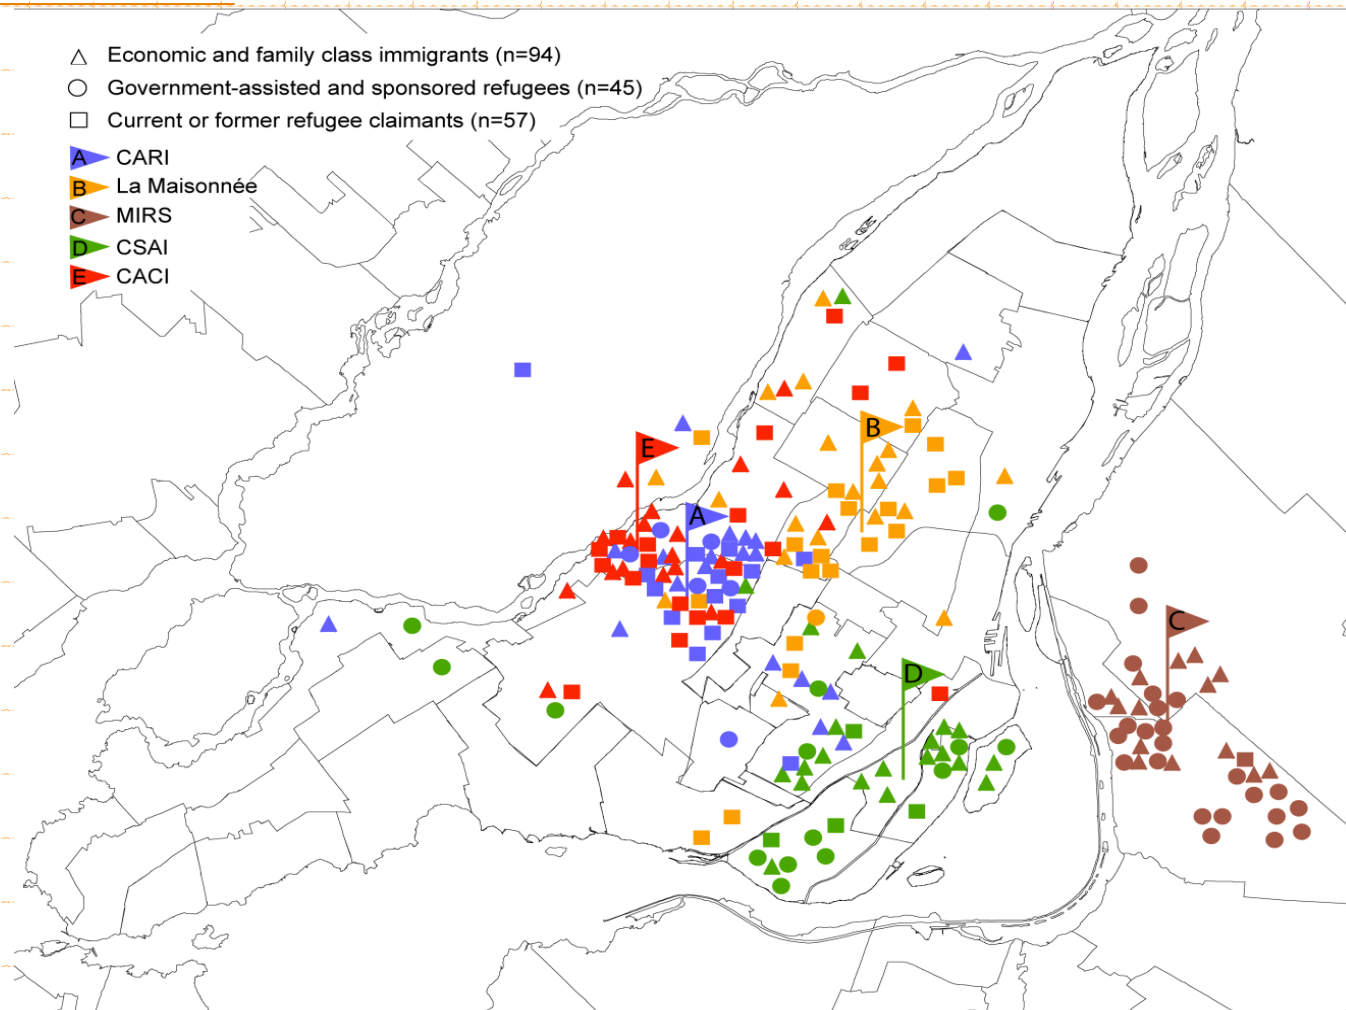 Economic and family class immigrants (n=94)
Government-assisted and sponsored refugees (n=45)
Current or former refugee claimants (n=57)
A CARI
B La Maisonnée
C MIRS
D CSAI
E CACI
B
E
A
C
D